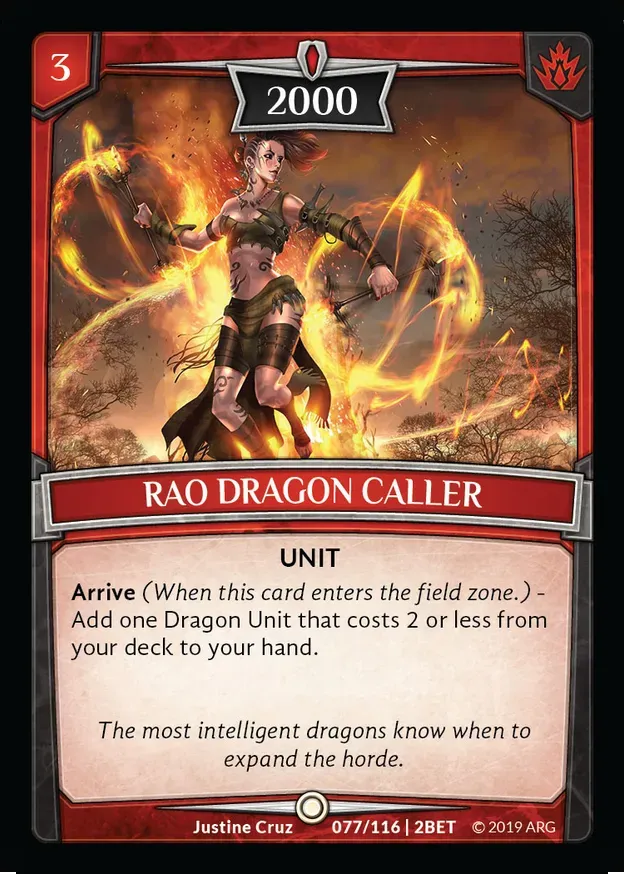 3
2000
RAO DRAGON CALLER
UNIT
Arrive (When this card enters the field zone.) -
Add one Dragon Unit that costs 2 or less from
your deck to your hand.
The most intelligent dragons know when to
expand the horde.
Justine Cruz 077/116 | 2BET © 2019 ARG